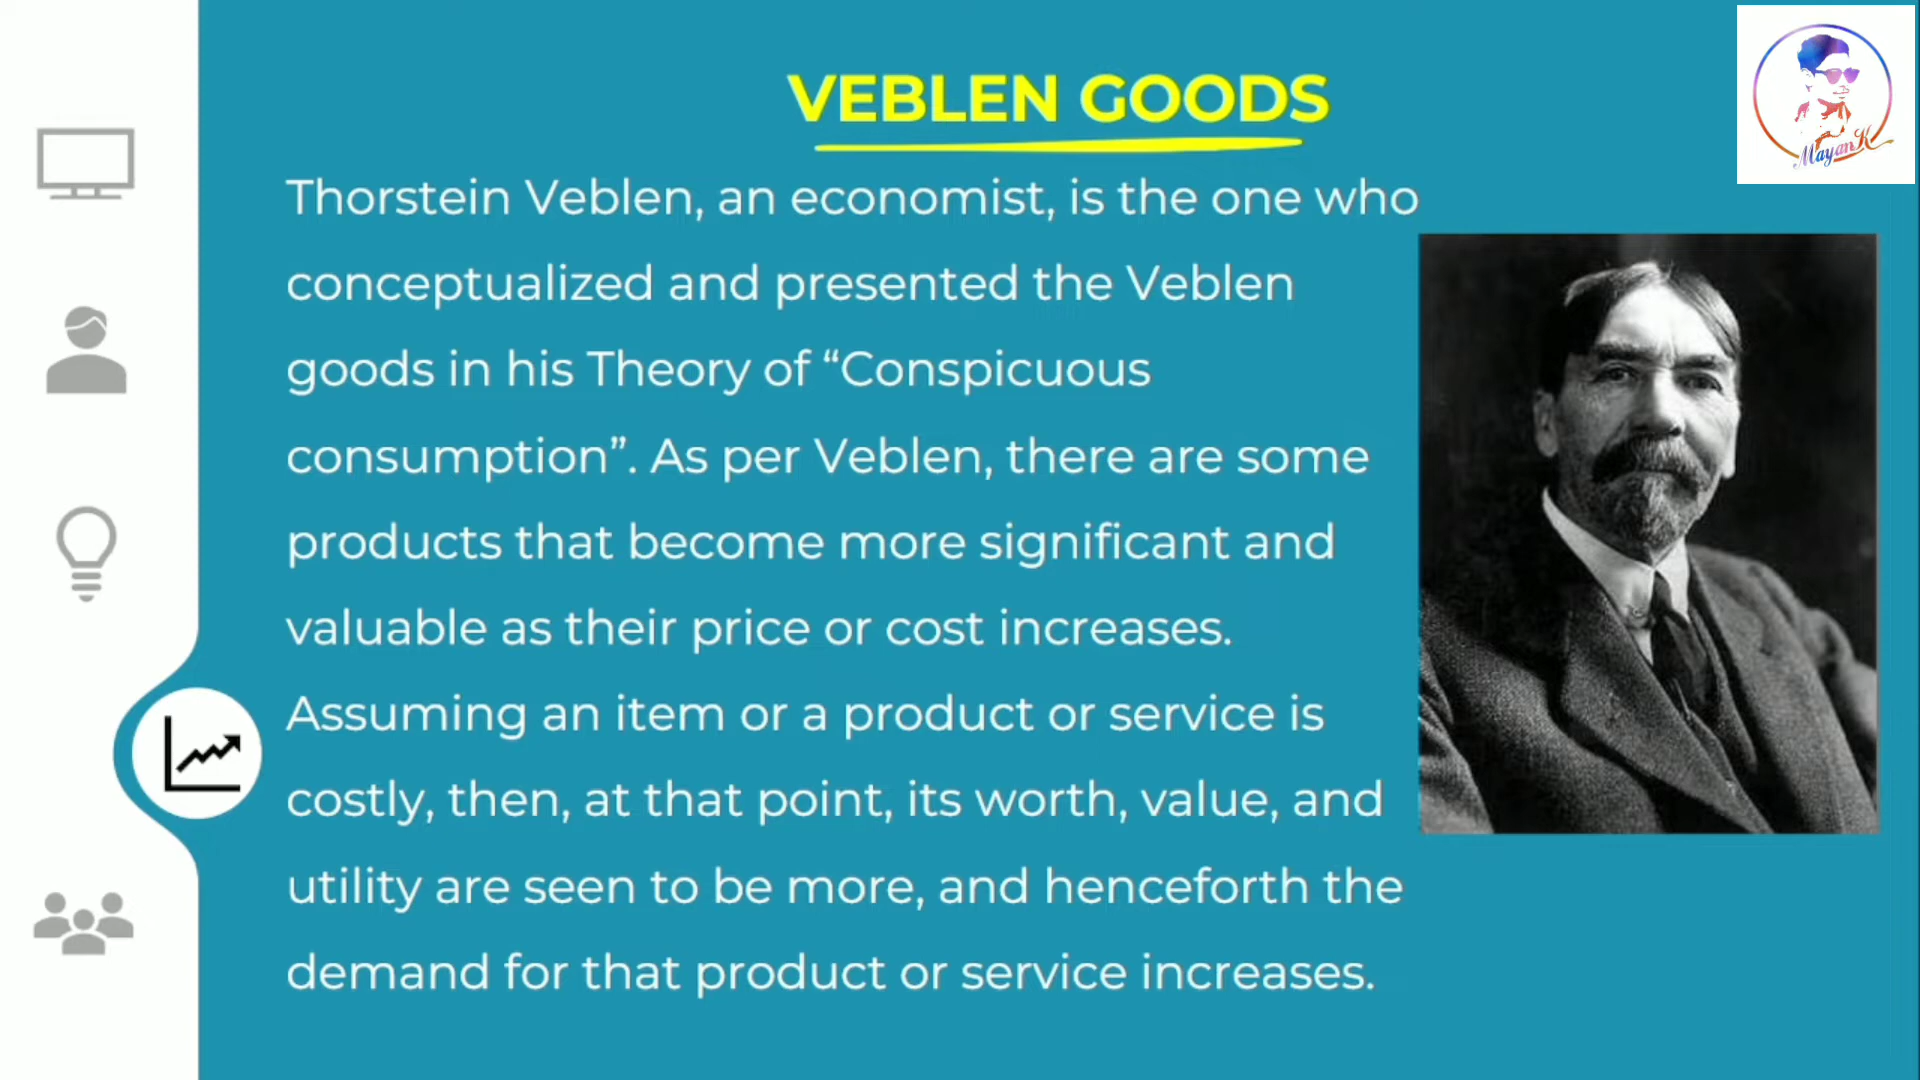 VEBLEN GOODS
MayanK
Thorstein Veblen, an economist, is the one who
conceptualized and presented the Veblen
goods in his Theory of “Conspicuous
consumption”. As per Veblen, there are some
products that become more significant and
valuable as their price or cost increases.
Assuming an item or a product or service is
costly, then, at that point, its worth, value, and
utility are seen to be more, and henceforth the
demand for that product or service increases.